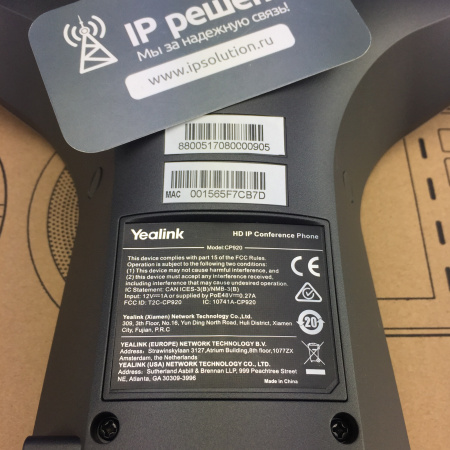 IP решен
Мы за надежную связь!
www.ipsolution.ru
8800517080000905
MAC 001565F7CB7D
Yealink
HD IP Conference Phone
Model:CP920
This device complies with part 15 of the FCC Rules.
Operation is subject to the following two conditions:
(1) This device may not cause harmful interference, and
(2) this device must accept any interference received,
including interference that may cause undesired operation.
IC Statement: CAN ICES-3(B)/NMB-3(B)
Input: 12V⎓1A or supplied by PoE48V⎓0.27A
FCC ID: T2C-CP920 IC: 10741A-CP920
Yealink (Xiamen) Network Technology Co., Ltd.
309, 3th Floor, No.16, Yun Ding North Road, Huli District, Xiamen
City, Fujian, P.R.C
20
YEALINK (EUROPE) NETWORK TECHNOLOGY B.V.
Address: Strawinskylaan 3127,Atrium Building,8th floor,1077ZX
Amsterdam, the Netherlands
YEALINK (USA) NETWORK TECHNOLOGY CO., LTD.
Address: Sutherland Asbill & Brennan LLP, 999 Peachtree Street
NE, Atlanta, GA 30309-3996
Made in China